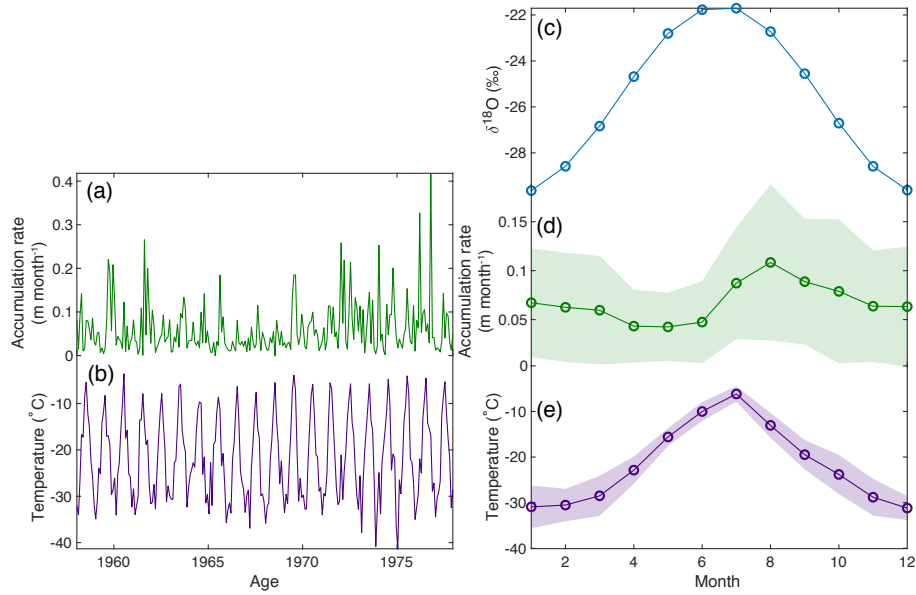 (a)
0.4
0.3
0.2
0.1
0
Accumulation rate
(m month⁻¹)
(b)
-10
-20
-30
-40
Temperature (˚C)
1960
1965
1970
1975
Age
(c)
-22
-24
-26
-28
δ¹⁸O (‰)
(d)
0.15
0.1
0.05
0
Accumulation rate
(m month⁻¹)
(e)
-10
-20
-30
-40
Temperature (˚C)
2
4
6
8
10
12
Month